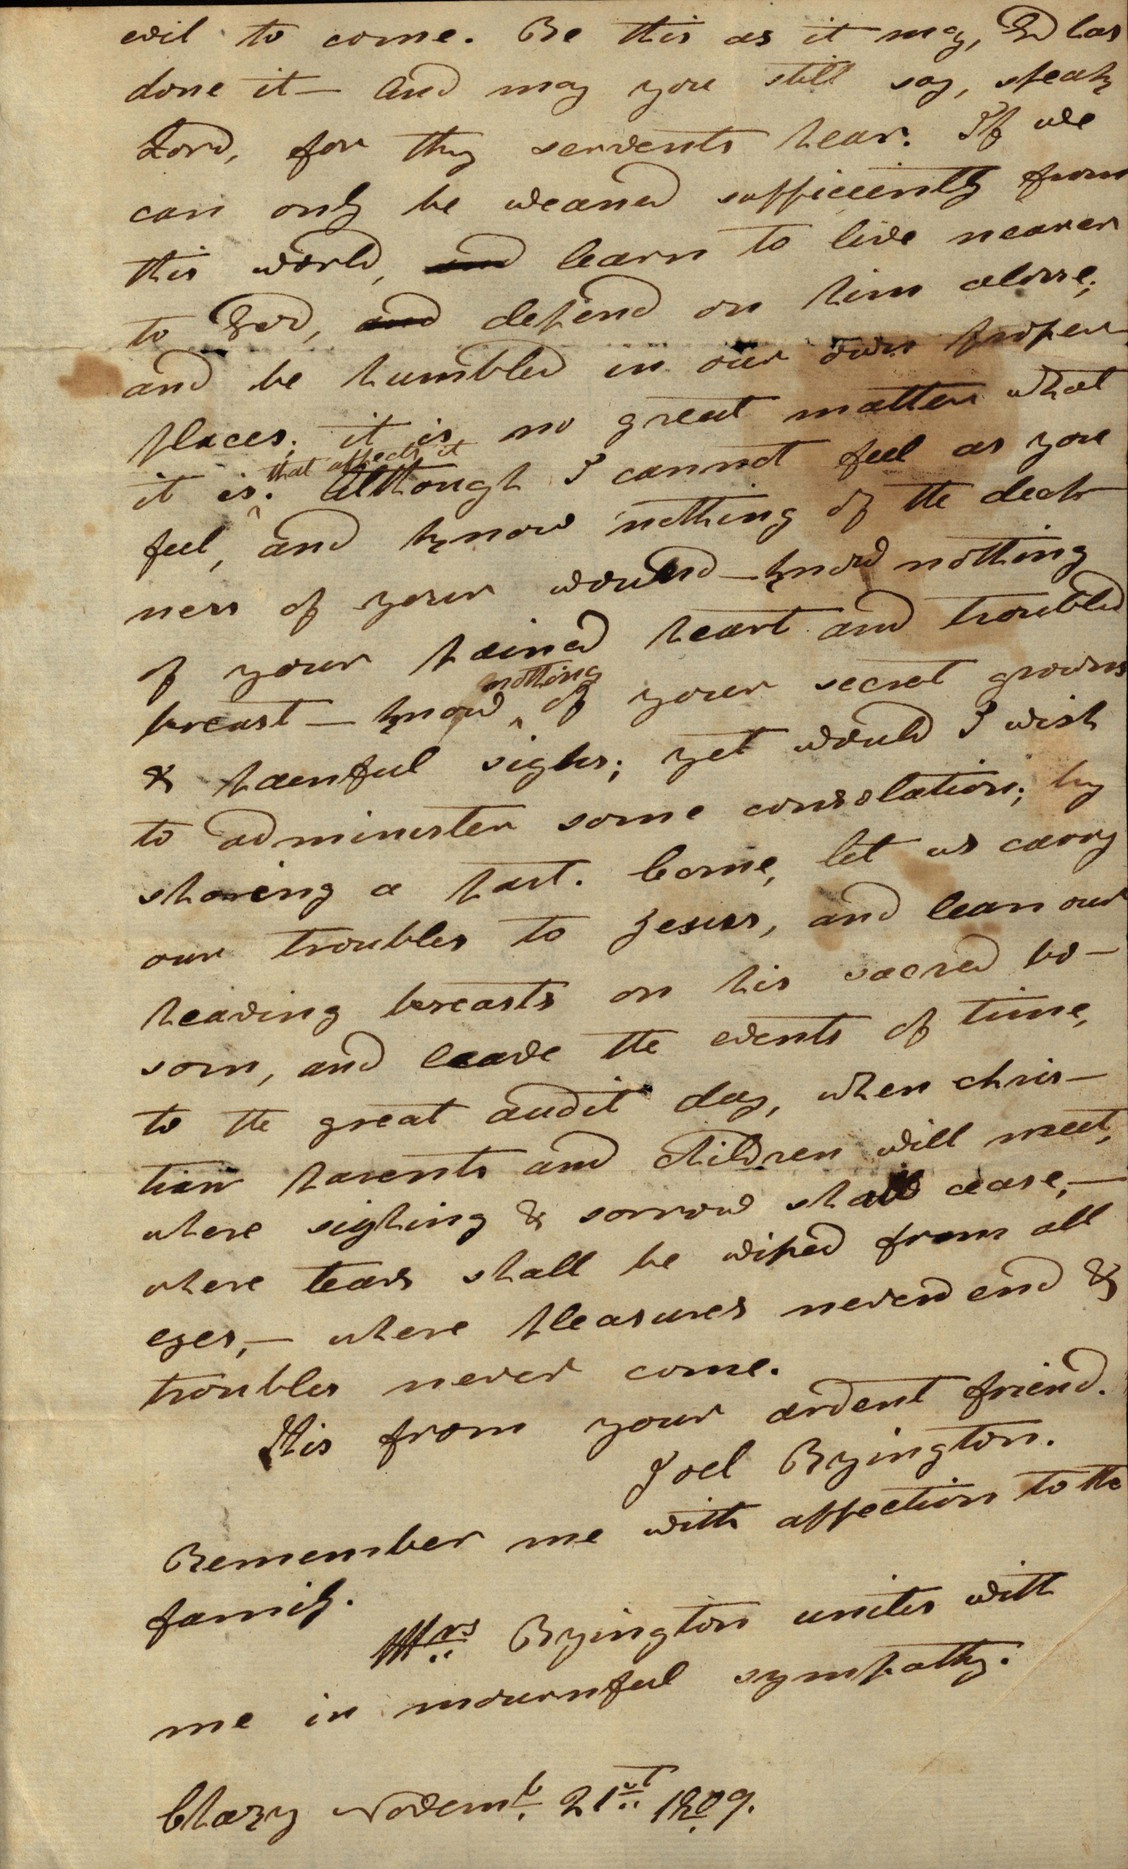 evil to come. Be this as it may, God has
done it— And may you still say, speak
Lord, for thy servents hear. If we
can only be weaned sufficiently from
this world, and learn to live nearer
to God, and depend on him alone;
and be humbled in our own proper
places; it is no great matter what
it is. that affects it Although I cannot feel as you
feel, and know nothing of the deep-
ness of your wound—know nothing
of your pained heart and troubled
breast—know nothing of your secret groans
& painful sighs; yet would I wish
to administer some consolation; by
sharing a part. Come, let us carry
our troubles to Jesus, and lean our
heaving breasts on his sacred bo-
som, and leave the events of time,
to the great audit day, when chris-
tian parents and children will meet,
where sighing & sorrow shall cease,—
where tears shall be wiped from all
eyes,— where pleasures never end &
troubles never come.
This from your ardent friend.
Joel Byington.
Remember me with affection to the
family.
Mrs Byington unites with
me in mournful sympathy.
Chazy Novemb. 21st 1809.